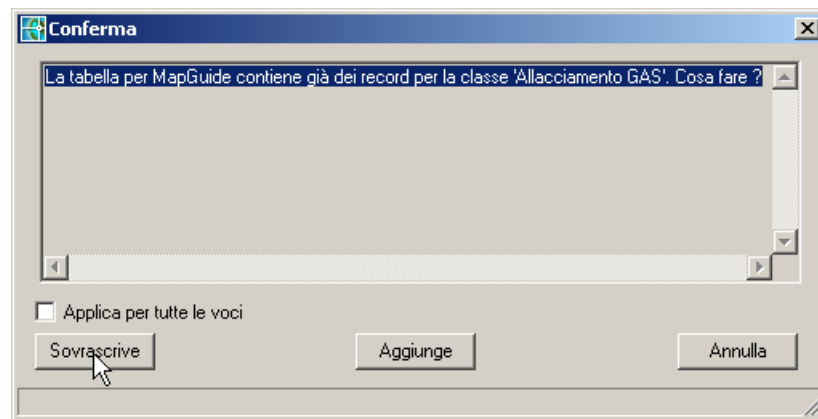 Conferma
La tabella per MapGuide contiene già dei record per la classe 'Allacciamento GAS'. Cosa fare ?
Applica per tutte le voci
Sovrascrive Aggiunge Annulla